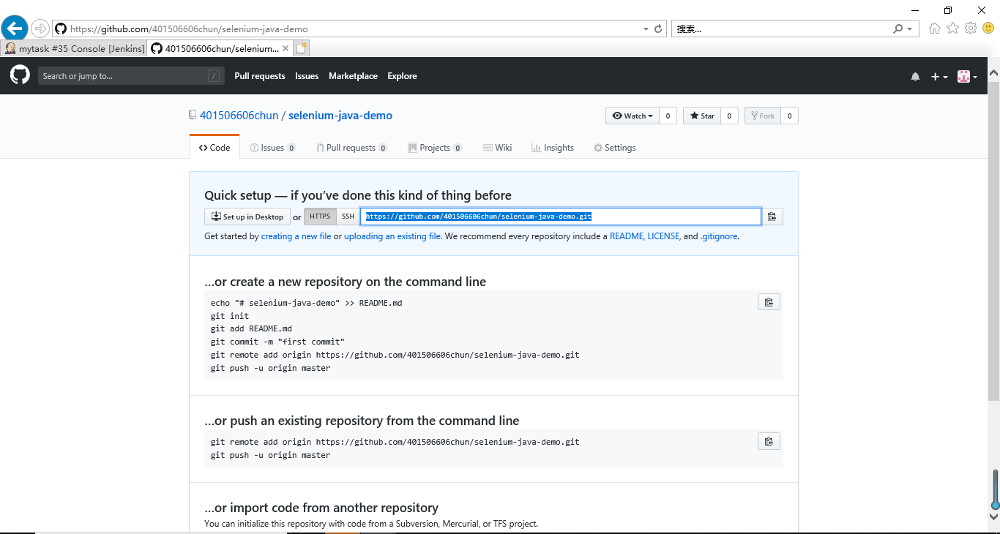 https://github.com/401506606chun/selenium-java-demo
搜索...
mytask #35 Console [Jenkins]
401506606chun/selenium...
Search or jump to...
/
Pull requests Issues Marketplace Explore
401506606chun / selenium-java-demo
Watch 0
Star 0
Fork 0
Code
Issues 0
Pull requests 0
Projects 0
Wiki
Insights
Settings
Quick setup — if you’ve done this kind of thing before
Set up in Desktop or HTTPS SSH https://github.com/401506606chun/selenium-java-demo.git
Get started by creating a new file or uploading an existing file. We recommend every repository include a README, LICENSE, and .gitignore.
…or create a new repository on the command line
echo "# selenium-java-demo" >> README.md
git init
git add README.md
git commit -m "first commit"
git remote add origin https://github.com/401506606chun/selenium-java-demo.git
git push -u origin master
…or push an existing repository from the command line
git remote add origin https://github.com/401506606chun/selenium-java-demo.git
git push -u origin master
…or import code from another repository
You can initialize this repository with code from a Subversion, Mercurial, or TFS project.